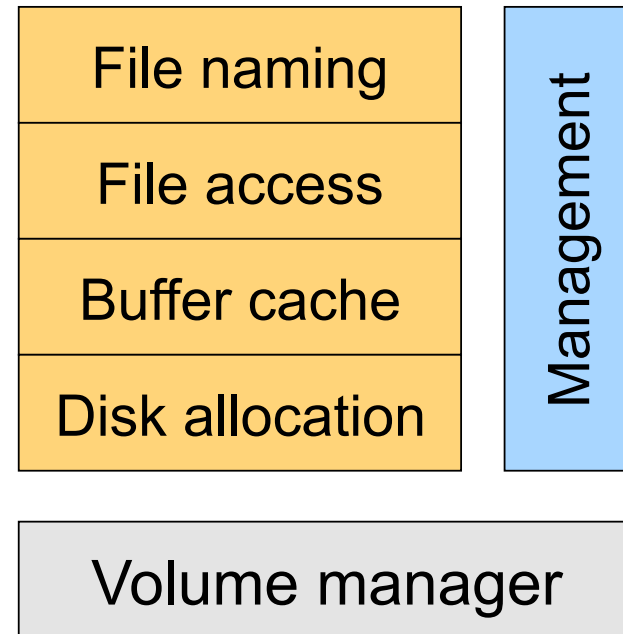 File naming
File access
Buffer cache
Disk allocation
Management
Volume manager